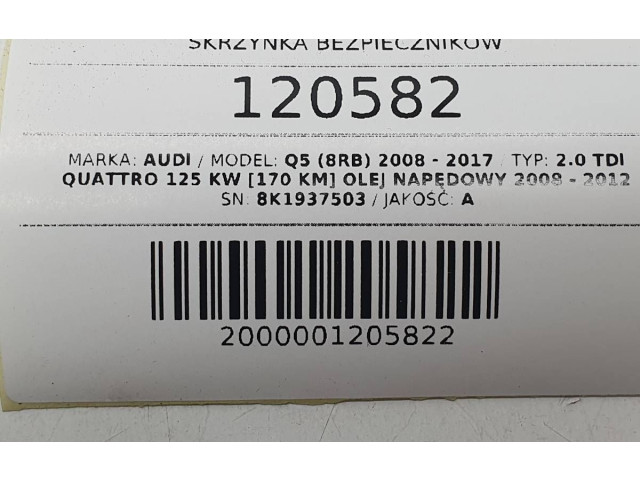 SKRZYNKA BEZPIECZNIKÓW
120582
MARKA: AUDI / MODEL: Q5 (8RB) 2008 - 2017 / TYP: 2.0 TDI
QUATTRO 125 KW [170 KM] OLEJ NAPĘDOWY 2008 - 2012
SN: 8K1937503 / JAKOŚĆ: A
2000001205822